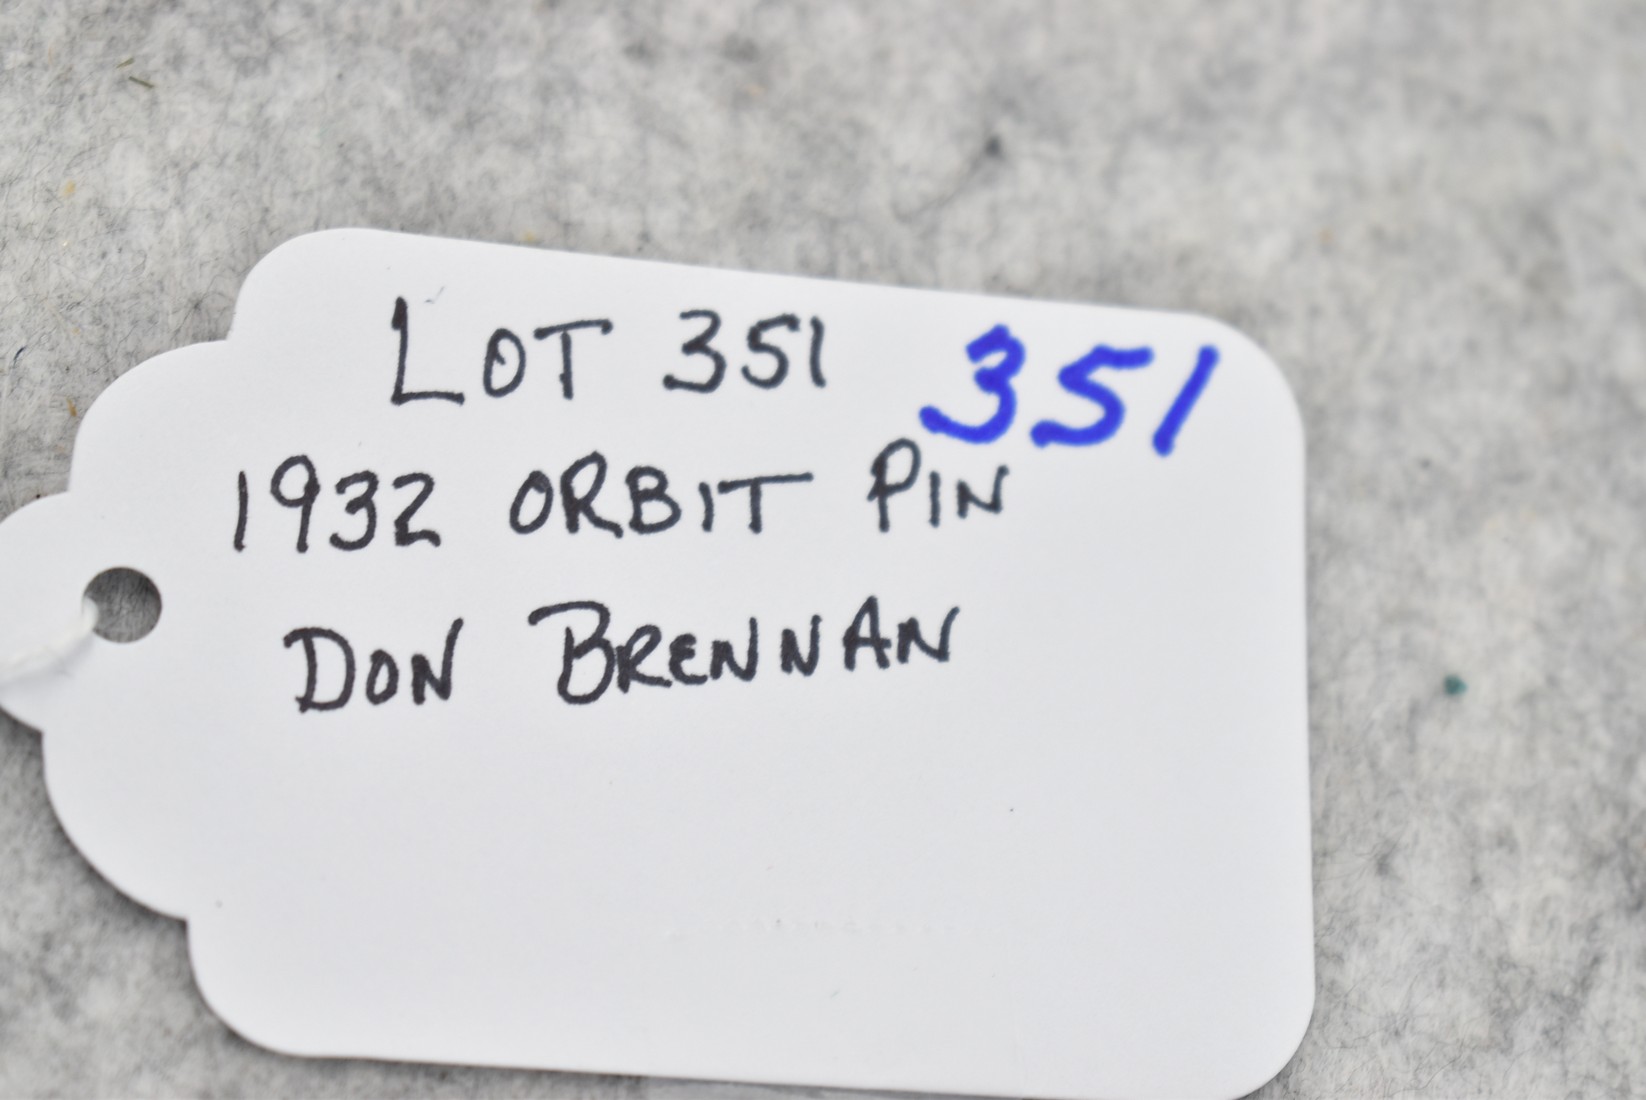 LOT 351 351
1932 ORBIT PIN
DON BRENNAN